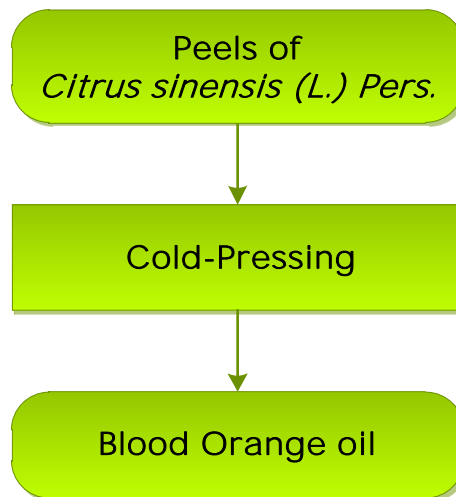 Peels of
Citrus sinensis (L.) Pers.
Cold-Pressing
Blood Orange oil